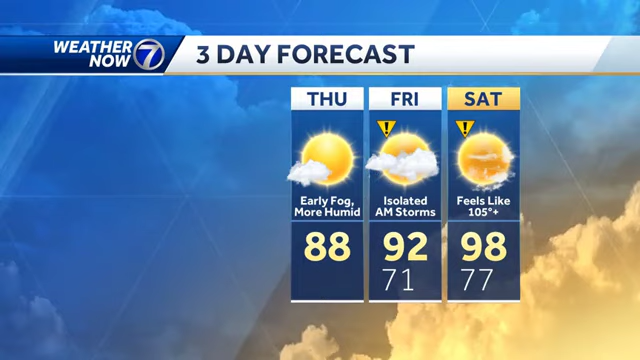 WEATHER
NOW 7
3 DAY FORECAST
THU
FRI
SAT
!
!
Early Fog,
More Humid
Isolated
AM Storms
Feels Like
105°+
88
92
98
71
77